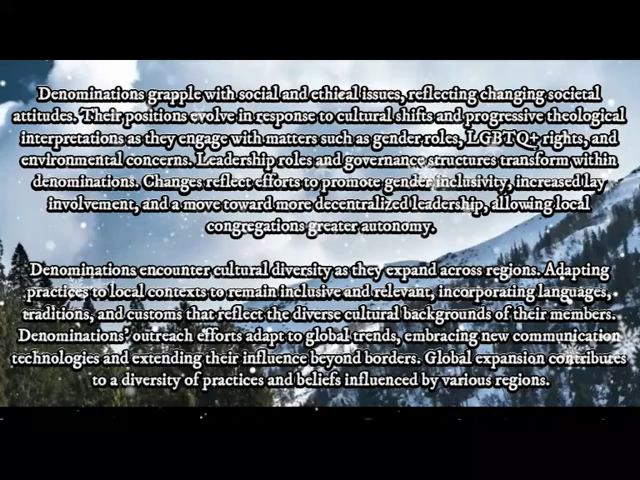 Denominations grapple with social and ethical issues, reflecting changing societal
attitudes. Their positions evolve in response to cultural shifts and progressive theological
interpretations as they engage with matters such as gender roles, LGBTQ+ rights, and
environmental concerns. Leadership roles and governance structures transform within
denominations. Changes reflect efforts to promote gender inclusivity, increased lay
involvement, and a move toward more decentralized leadership, allowing local
congregations greater autonomy.
Denominations encounter cultural diversity as they expand across regions. Adapting
practices to local contexts to remain inclusive and relevant, incorporating languages,
traditions, and customs that reflect the diverse cultural backgrounds of their members.
Denominations' outreach efforts adapt to global trends, embracing new communication
technologies and extending their influence beyond borders. Global expansion contributes
to a diversity of practices and beliefs influenced by various regions.